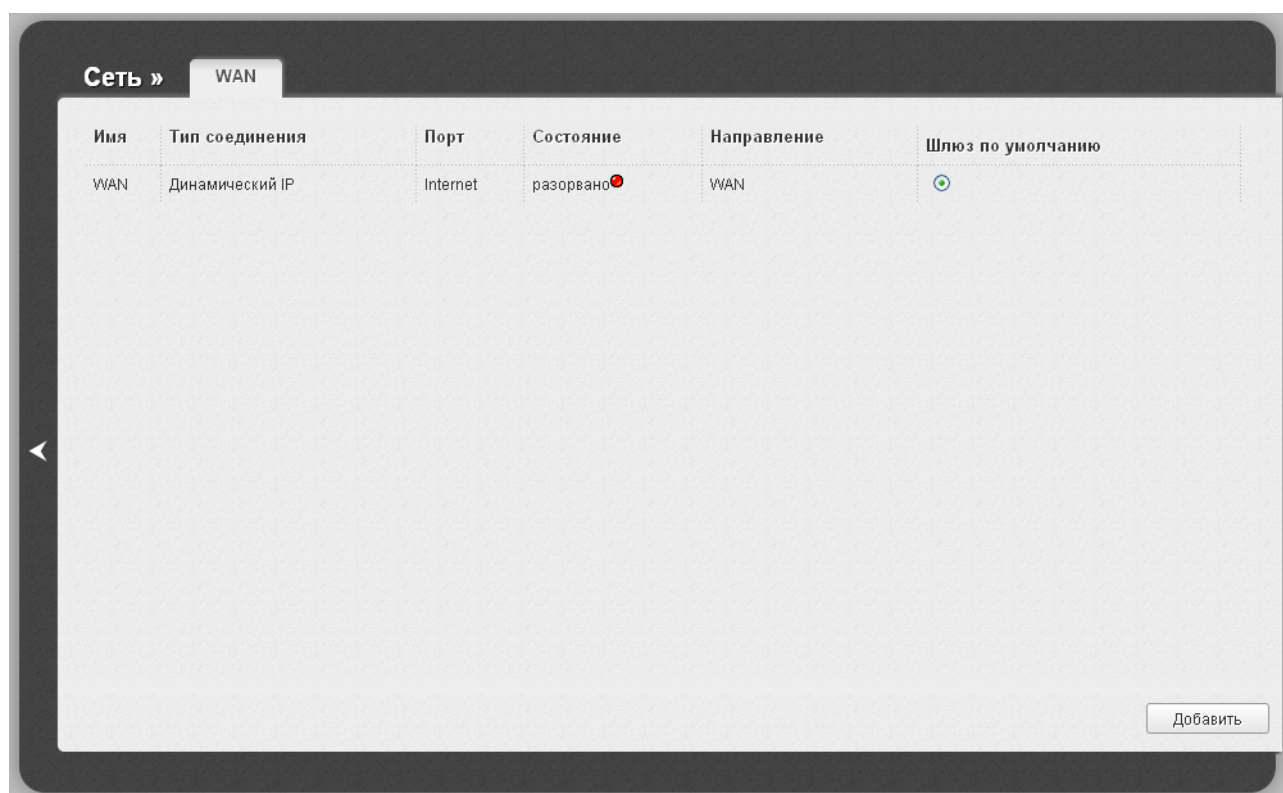 Сеть » WAN
Имя Тип соединения Порт Состояние Направление Шлюз по умолчанию
WAN Динамический IP Internet разорвано WAN
Добавить